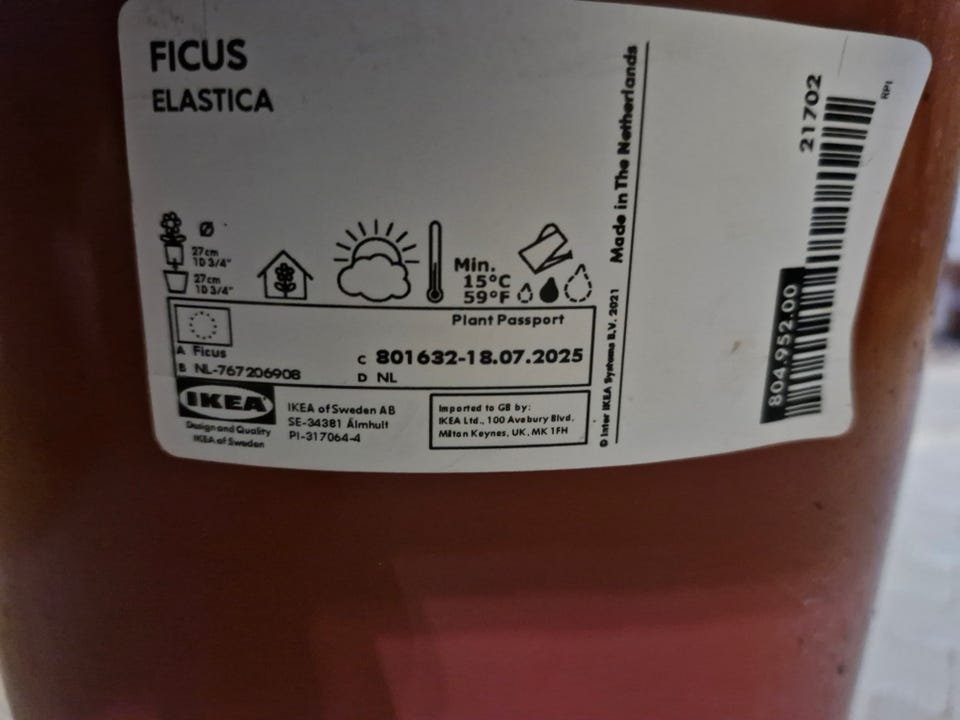 FICUS
ELASTICA
Ø
27cm
10 3/4"
27cm
10 3/4"
Min.
15°C
59°F
Plant Passport
A Ficus
B NL-767206908
C 801632-18.07.2025
D NL
IKEA
Design and Quality
IKEA of Sweden
IKEA of Sweden AB
SE-34381 Älmhult
PI-317064-4
Imported to GB by:
IKEA Ltd., 100 Avebury Blvd.
Milton Keynes, UK, MK 1FH
© Inter IKEA Systems B.V. 2021
Made in The Netherlands
804.952.00
21702
RPI